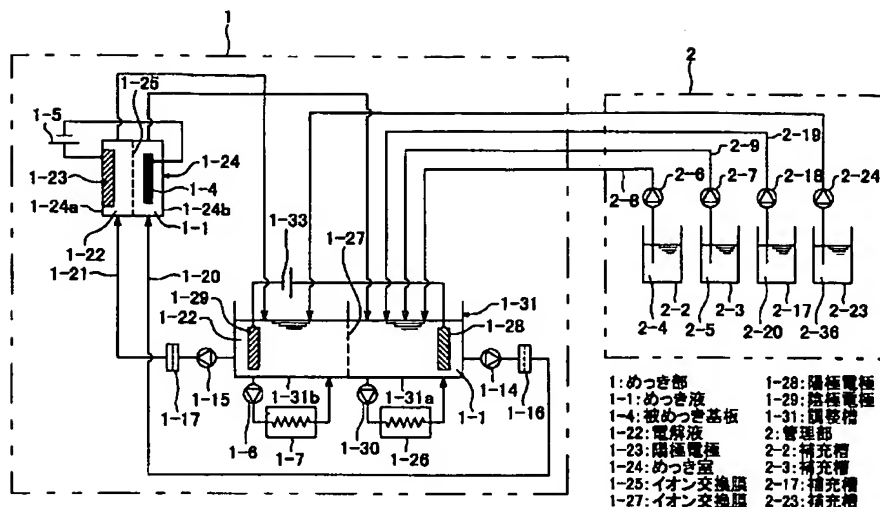 1
2
1-25
1-5
1-24
1-23
1-4
1-24a
1-24b
1-22
1-1
1-21
1-20
1-33
1-27
1-29
1-31
1-22
1-28
1-15
1-14
1-17
1-31b
1-31a
1-1
1-16
1-6
1-30
1-7
1-26
2-19
2-9
2-6
2-7
2-18
2-24
2-8
2-4
2-2
2-5
2-3
2-20
2-17
2-36
2-23
1:めっき部
1-1:めっき液
1-4:被めっき基板
1-22:電解液
1-23:陽極電極
1-24:めっき室
1-25:イオン交換膜
1-27:イオン交換膜
1-28:陽極電極
1-29:陰極電極
1-31:調整槽
2:管理部
2-2:補充槽
2-3:補充槽
2-17:補充槽
2-23:補充槽